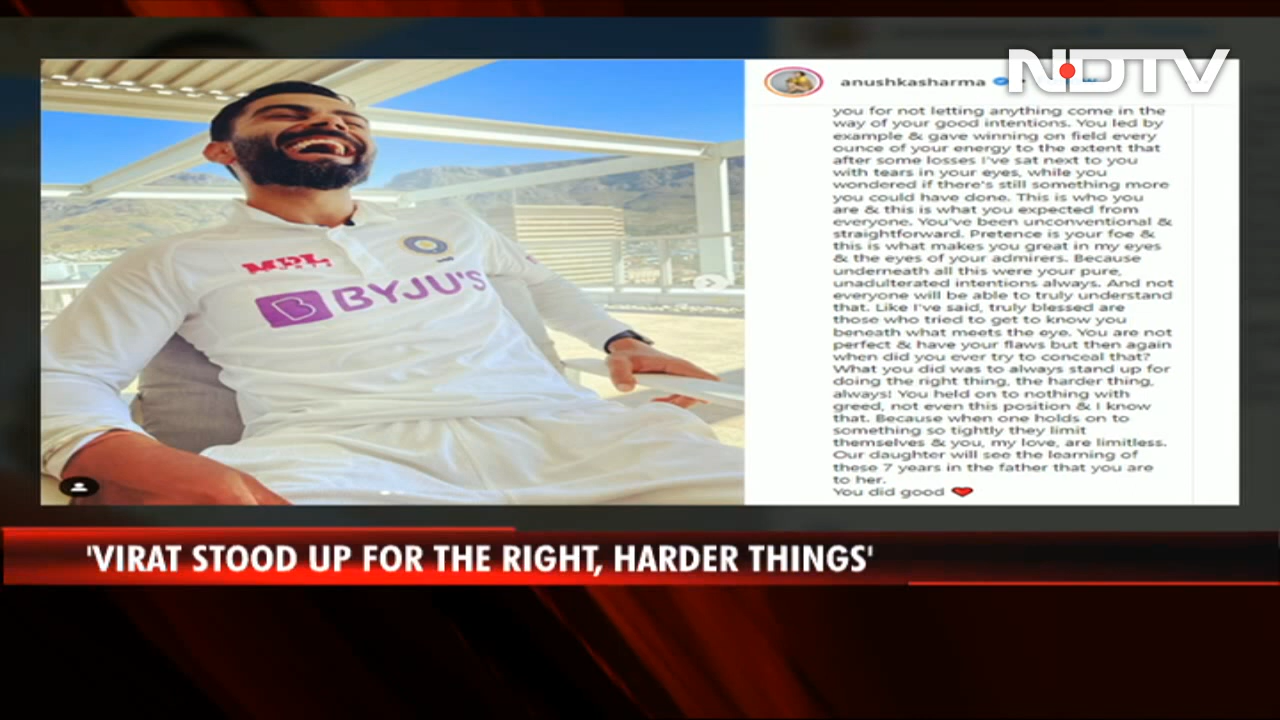 NDTV
anushkasharma
you for not letting anything come in the
way of your good intentions. You led by
example & gave winning on field every
ounce of your energy to the extent that
after some losses I've sat next to you
with tears in your eyes, while you
wondered if there's still something more
you could have done. This is who you
are & this is what you expected from
everyone. You've been unconventional &
straightforward. Pretence is your foe &
this is what makes you great in my eyes
& the eyes of your admirers. Because
underneath all this were your pure,
unadulterated intentions always. And not
everyone will be able to truly understand
that. Like I've said, truly blessed are
those who tried to get to know you
beneath what meets the eye. You are not
perfect & have your flaws but then again
when did you ever try to conceal that?
What you did was to always stand up for
doing the right thing, the harder thing,
always! You held on to nothing with
greed, not even this position & I know
that. Because when one holds on to
something so tightly they limit
themselves & you, my love, are limitless.
Our daughter will see the learning of
these 7 years in the father that you are
to her.
You did good ❤️
MPL
BYJU'S
'VIRAT STOOD UP FOR THE RIGHT, HARDER THINGS'